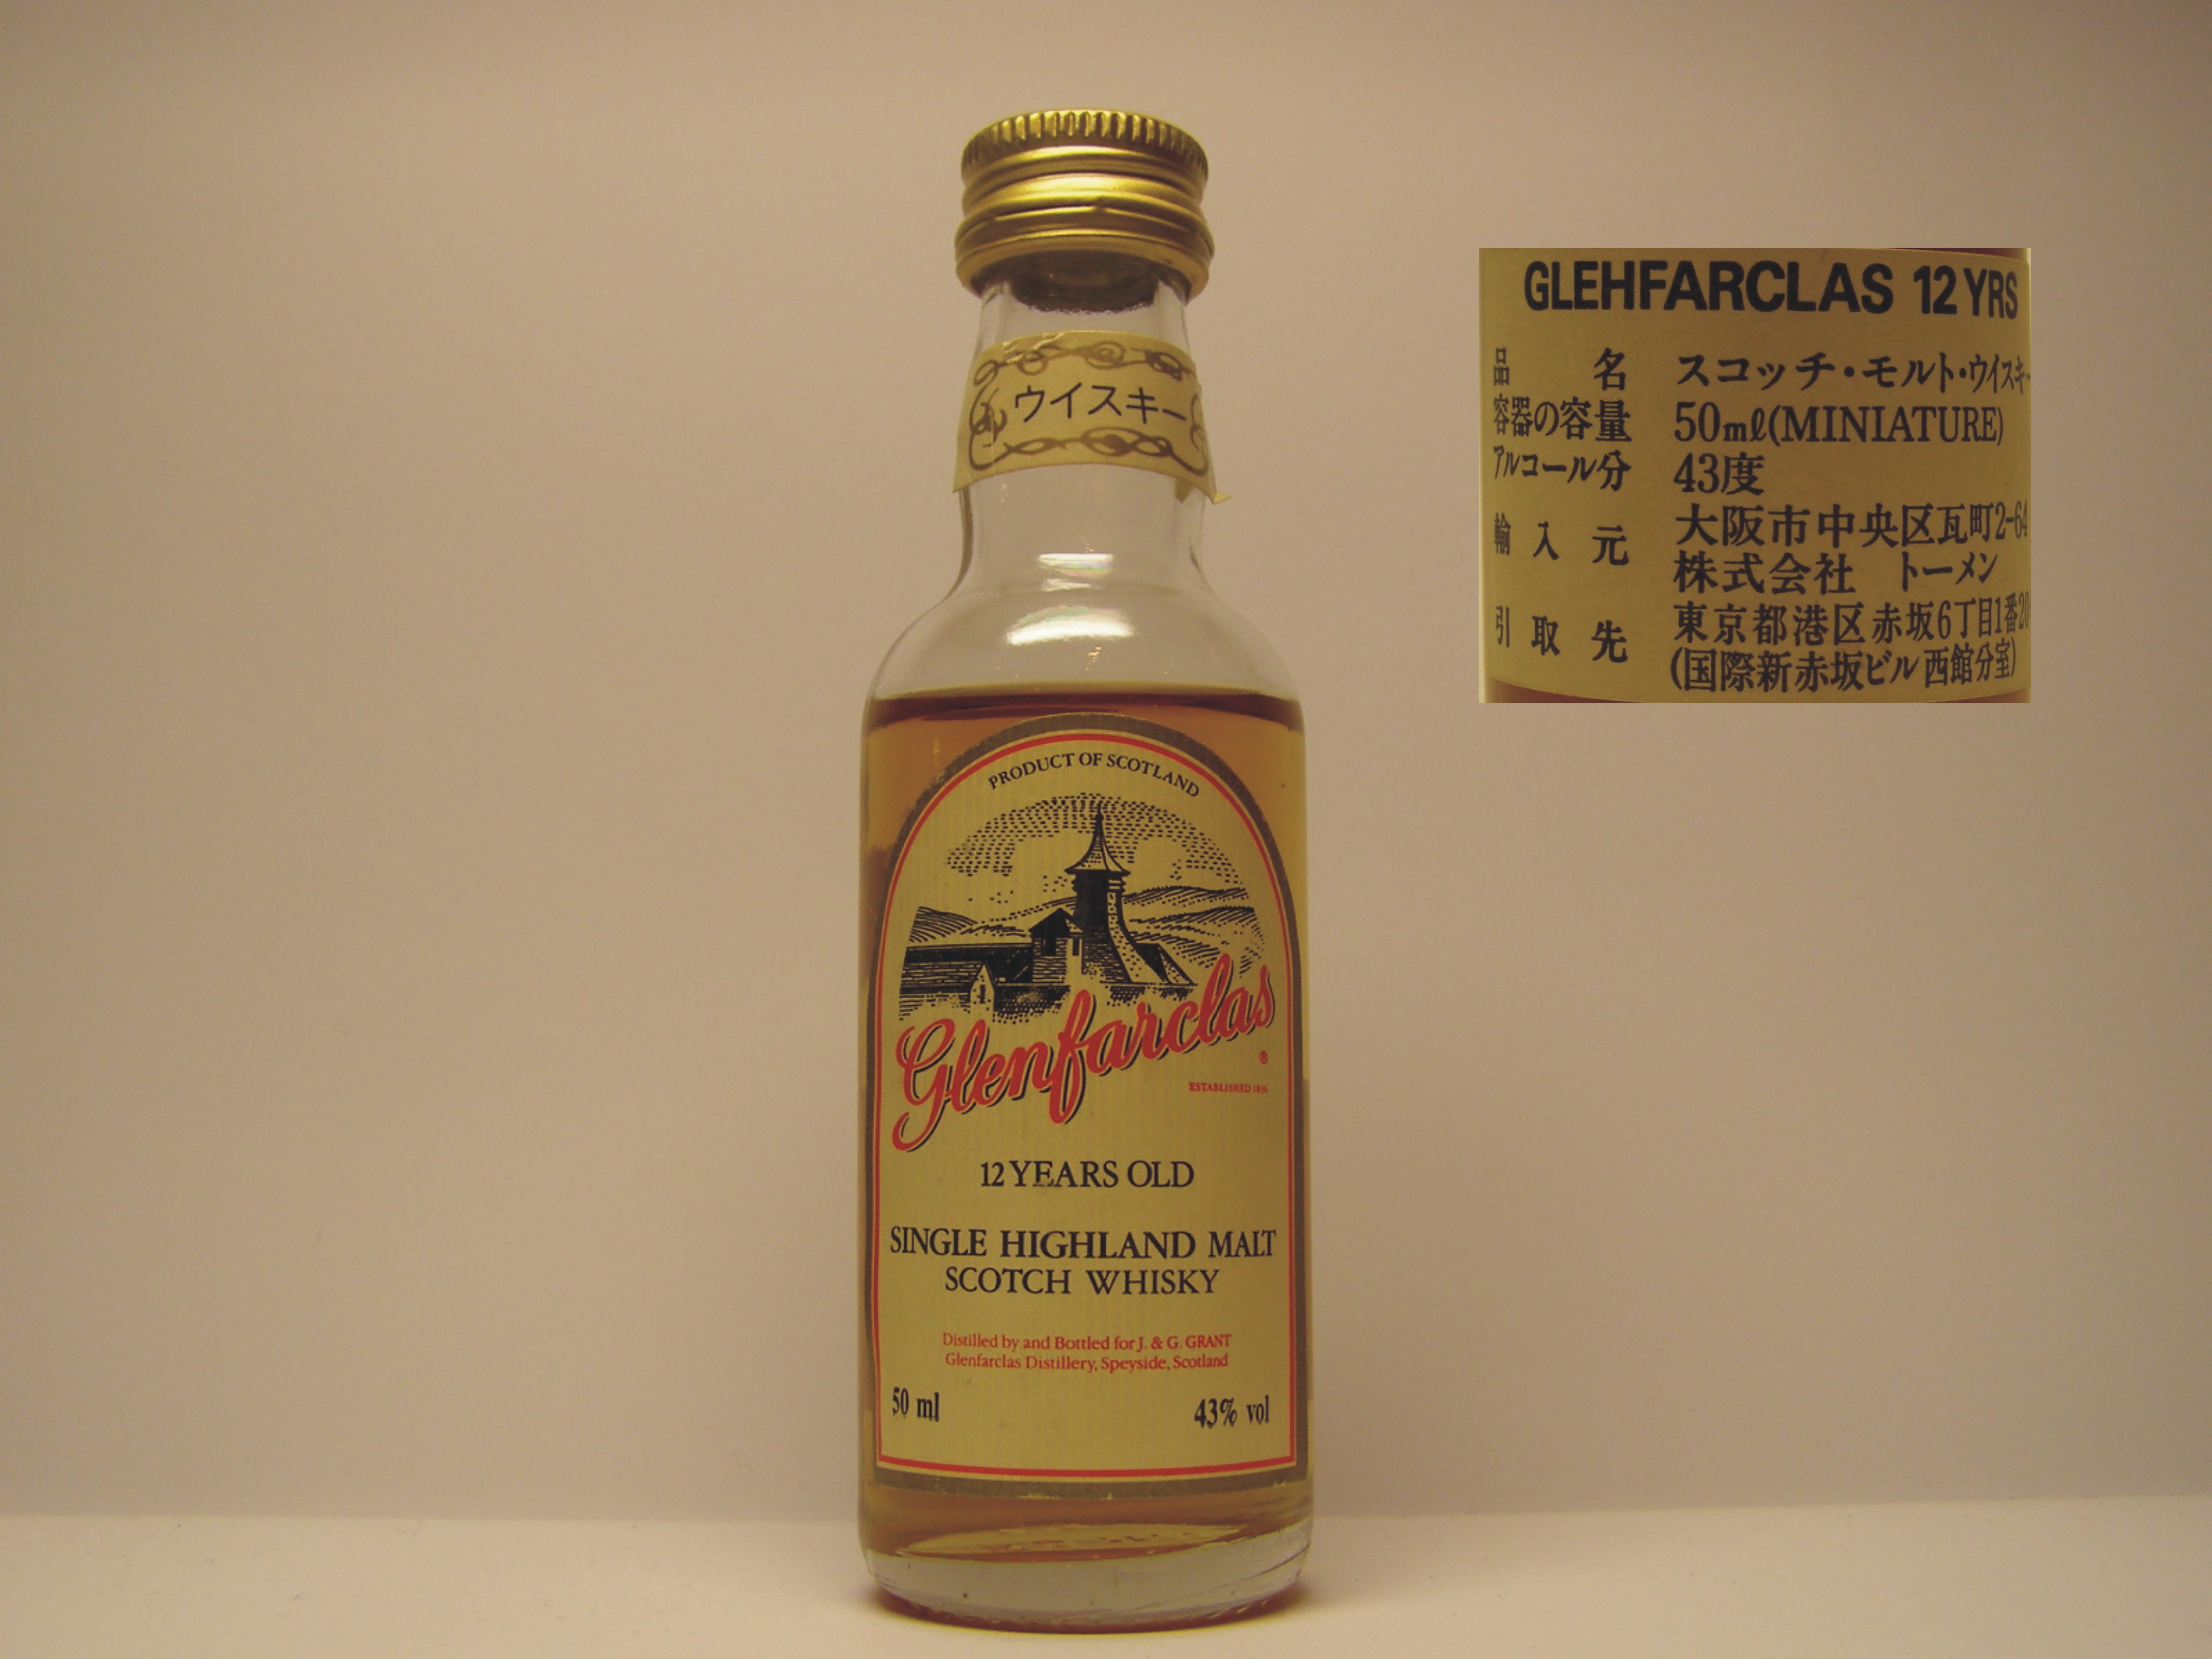 ウイスキー
PRODUCT OF SCOTLAND
Glenfarclas
®
ESTABLISHED 1836
12 YEARS OLD
SINGLE HIGHLAND MALT
SCOTCH WHISKY
Distilled by and Bottled for J. & G. GRANT
Glenfarclas Distillery, Speyside, Scotland
50 ml 43% vol
GLEHFARCLAS 12 YRS
品名 スコッチ・モルト・ウイスキー
容器の容量 50mℓ(MINIATURE)
アルコール分 43度
輸入元 大阪市中央区瓦町2-64
株式会社 トーメン
引取先 東京都港区赤坂6丁目1番20
(国際新赤坂ビル西館分室)